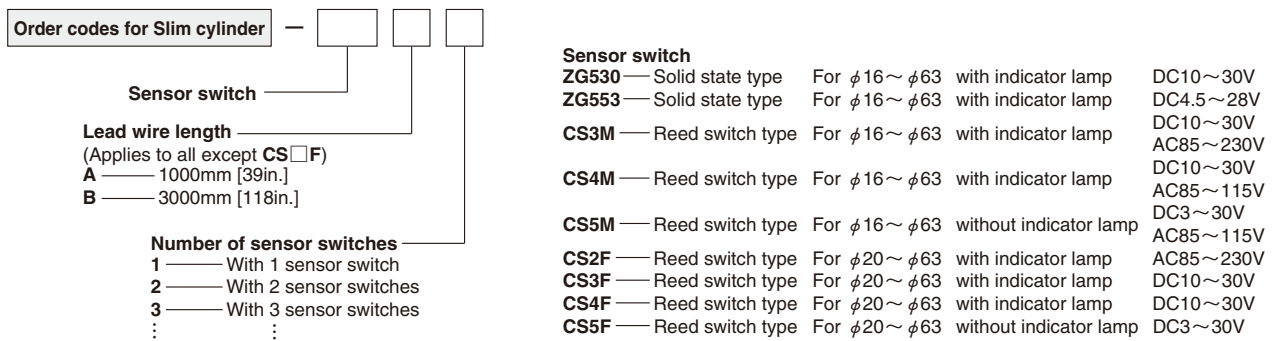 Order codes for Slim cylinder —
Sensor switch
Lead wire length
(Applies to all except CS□F)
A —— 1000mm [39in.]
B —— 3000mm [118in.]
Number of sensor switches
1 —— With 1 sensor switch
2 —— With 2 sensor switches
3 —— With 3 sensor switches
⋮ ⋮
Sensor switch
ZG530 — Solid state type For φ16～φ63 with indicator lamp DC10～30V
ZG553 — Solid state type For φ16～φ63 with indicator lamp DC4.5～28V
CS3M — Reed switch type For φ16～φ63 with indicator lamp DC10～30V
AC85～230V
CS4M — Reed switch type For φ16～φ63 with indicator lamp DC10～30V
AC85～115V
CS5M — Reed switch type For φ16～φ63 without indicator lamp DC3～30V
AC85～115V
CS2F — Reed switch type For φ20～φ63 with indicator lamp AC85～230V
CS3F — Reed switch type For φ20～φ63 with indicator lamp DC10～30V
CS4F — Reed switch type For φ20～φ63 with indicator lamp DC10～30V
CS5F — Reed switch type For φ20～φ63 without indicator lamp DC3～30V